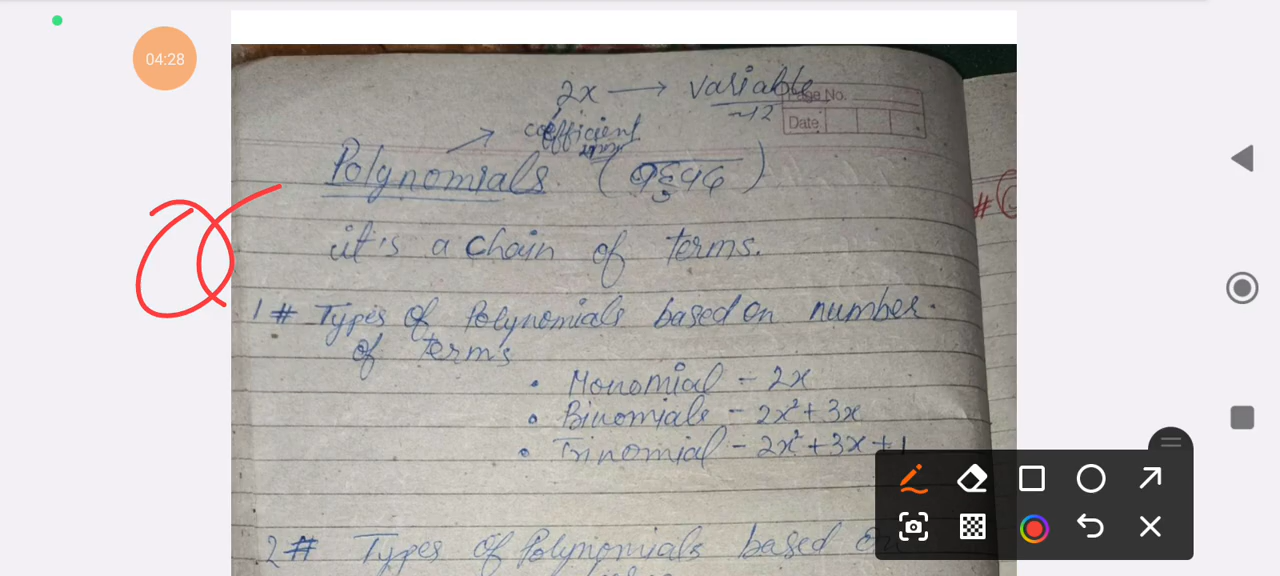 04:28
2x → variable
~12
Page No.
Date
coefficient
Polynomials. (बहुपद)
it's a chain of terms.
#
1 # Types of Polynomials based on number
of terms
• Monomial - 2x
• Binomials - 2x² + 3x
• Trinomial - 2x² + 3x + 1
2 # Types of Polynomials based on